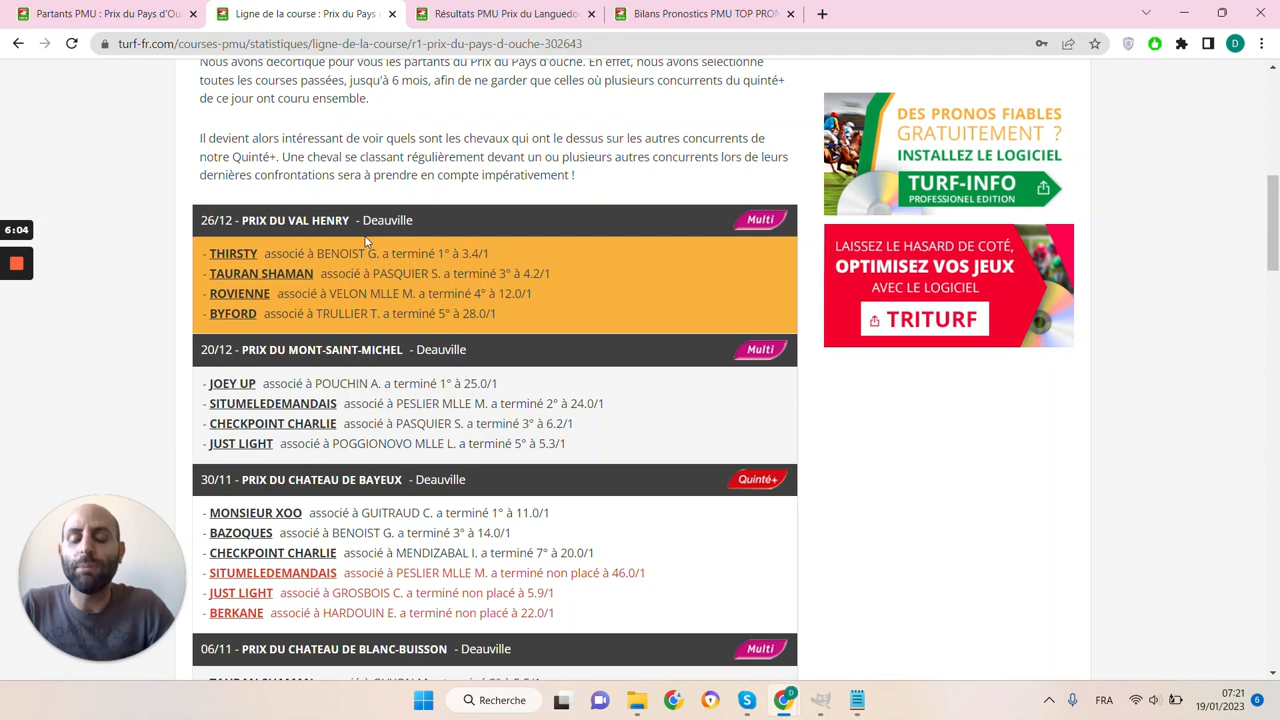 Partants PMU : Prix du Pays d'Ou
Ligne de la course : Prix du Pays
Résultats PMU Prix du Languedo
Bilans Pronostics PMU TOP PRON
turf-fr.com/courses-pmu/statistiques/ligne-de-la-course/r1-prix-du-pays-d-ouche-302643
D
Nous avons décortiqué pour vous les partants du Prix du Pays d'ouche. En effet, nous avons sélectionné
toutes les courses passées, jusqu'à 6 mois, afin de ne garder que celles où plusieurs concurrents du quinté+
de ce jour ont couru ensemble.
Il devient alors intéressant de voir quels sont les chevaux qui ont le dessus sur les autres concurrents de
notre Quinté+. Une cheval se classant régulièrement devant un ou plusieurs autres concurrents lors de leurs
dernières confrontations sera à prendre en compte impérativement !
26/12 - PRIX DU VAL HENRY - Deauville
Multi
- THIRSTY associé à BENOIST G. a terminé 1° à 3.4/1
- TAURAN SHAMAN associé à PASQUIER S. a terminé 3° à 4.2/1
- ROVIENNE associé à VELON MLLE M. a terminé 4° à 12.0/1
- BYFORD associé à TRULLIER T. a terminé 5° à 28.0/1
20/12 - PRIX DU MONT-SAINT-MICHEL - Deauville
Multi
- JOEY UP associé à POUCHIN A. a terminé 1° à 25.0/1
- SITUMELEDEMANDAIS associé à PESLIER MLLE M. a terminé 2° à 24.0/1
- CHECKPOINT CHARLIE associé à PASQUIER S. a terminé 3° à 6.2/1
- JUST LIGHT associé à POGGIONOVO MLLE L. a terminé 5° à 5.3/1
30/11 - PRIX DU CHATEAU DE BAYEUX - Deauville
Quinté+
- MONSIEUR XOO associé à GUITRAUD C. a terminé 1° à 11.0/1
- BAZOQUES associé à BENOIST G. a terminé 3° à 14.0/1
- CHECKPOINT CHARLIE associé à MENDIZABAL I. a terminé 7° à 20.0/1
- SITUMELEDEMANDAIS associé à PESLIER MLLE M. a terminé non placé à 46.0/1
- JUST LIGHT associé à GROSBOIS C. a terminé non placé à 5.9/1
- BERKANE associé à HARDOUIN E. a terminé non placé à 22.0/1
06/11 - PRIX DU CHATEAU DE BLANC-BUISSON - Deauville
Multi
DES PRONOS FIABLES
GRATUITEMENT ?
INSTALLEZ LE LOGICIEL
TURF-INFO
PROFESSIONEL EDITION
LAISSEZ LE HASARD DE COTÉ,
OPTIMISEZ VOS JEUX
AVEC LE LOGICIEL
TRITURF
6:04
Recherche
D
FRA
07:21
19/01/2023
6